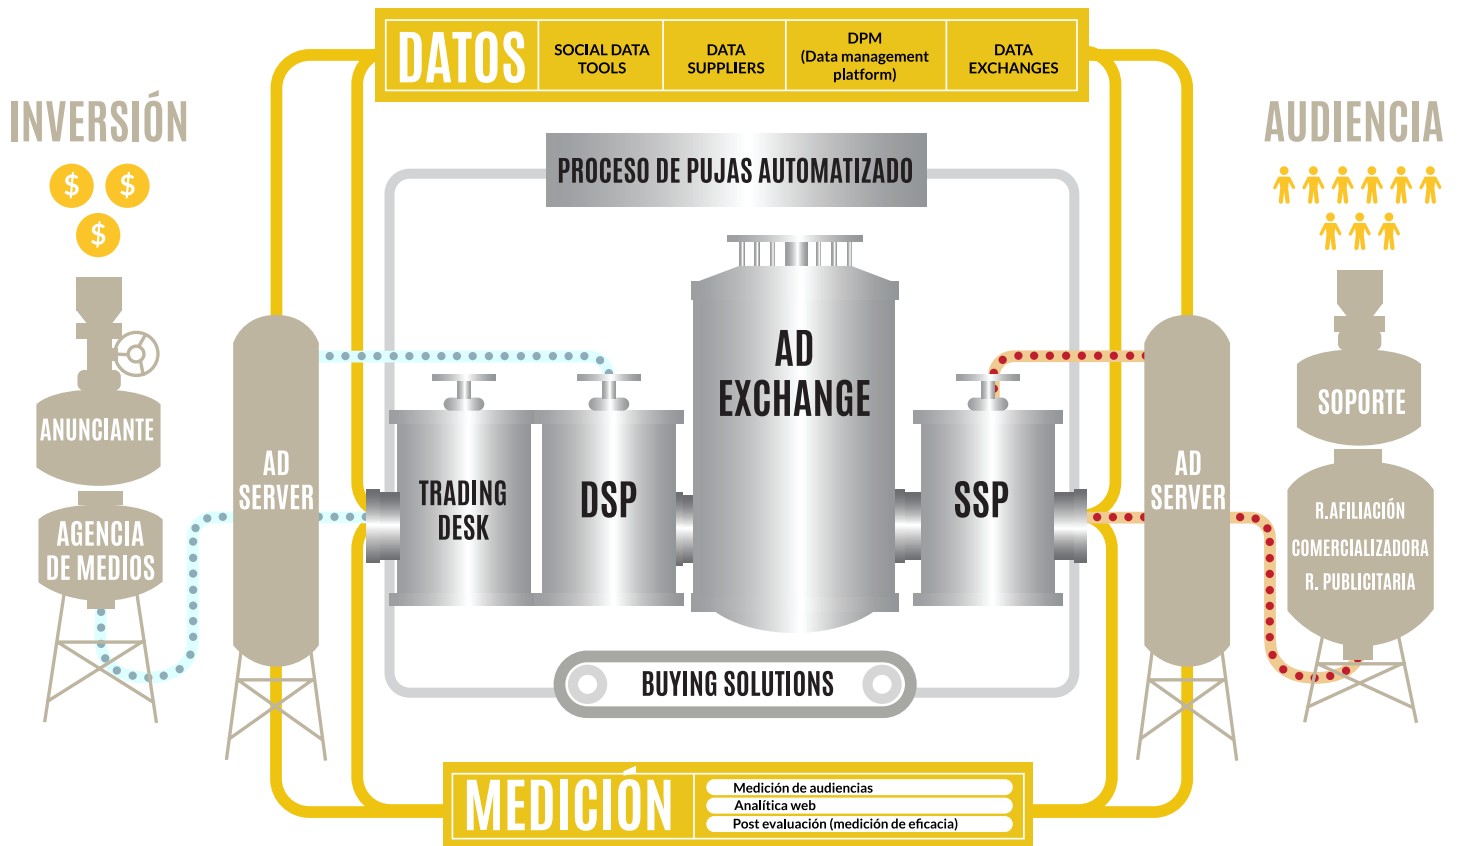 DATOS
SOCIAL DATA
TOOLS
DATA
SUPPLIERS
DPM
(Data management
platform)
DATA
EXCHANGES
INVERSIÓN
$ $
$
AUDIENCIA
PROCESO DE PUJAS AUTOMATIZADO
ANUNCIANTE
AGENCIA
DE MEDIOS
AD
SERVER
TRADING
DESK
DSP
AD
EXCHANGE
SSP
AD
SERVER
SOPORTE
R.AFILIACIÓN
COMERCIALIZADORA
R. PUBLICITARIA
BUYING SOLUTIONS
MEDICIÓN
Medición de audiencias
Analítica web
Post evaluación (medición de eficacia)